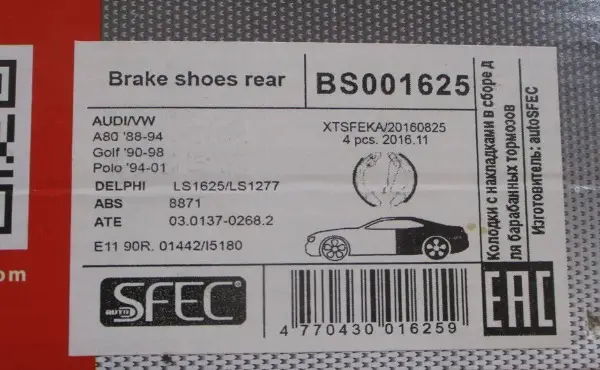 Brake shoes rear
BS001625
AUDI/VW
A80 '88-94
Golf '90-98
Polo '94-01
DELPHI LS1625/LS1277
ABS 8871
ATE 03.0137-0268.2
E11 90R. 01442/I5180
XTSFEKA/20160825
4 pcs. 2016.11
Колодки с накладками в сборе д
ля барабанных тормозов
Изготовитель: autoSFEC
AUTO SFEC
4 770430 016259
EAC
om